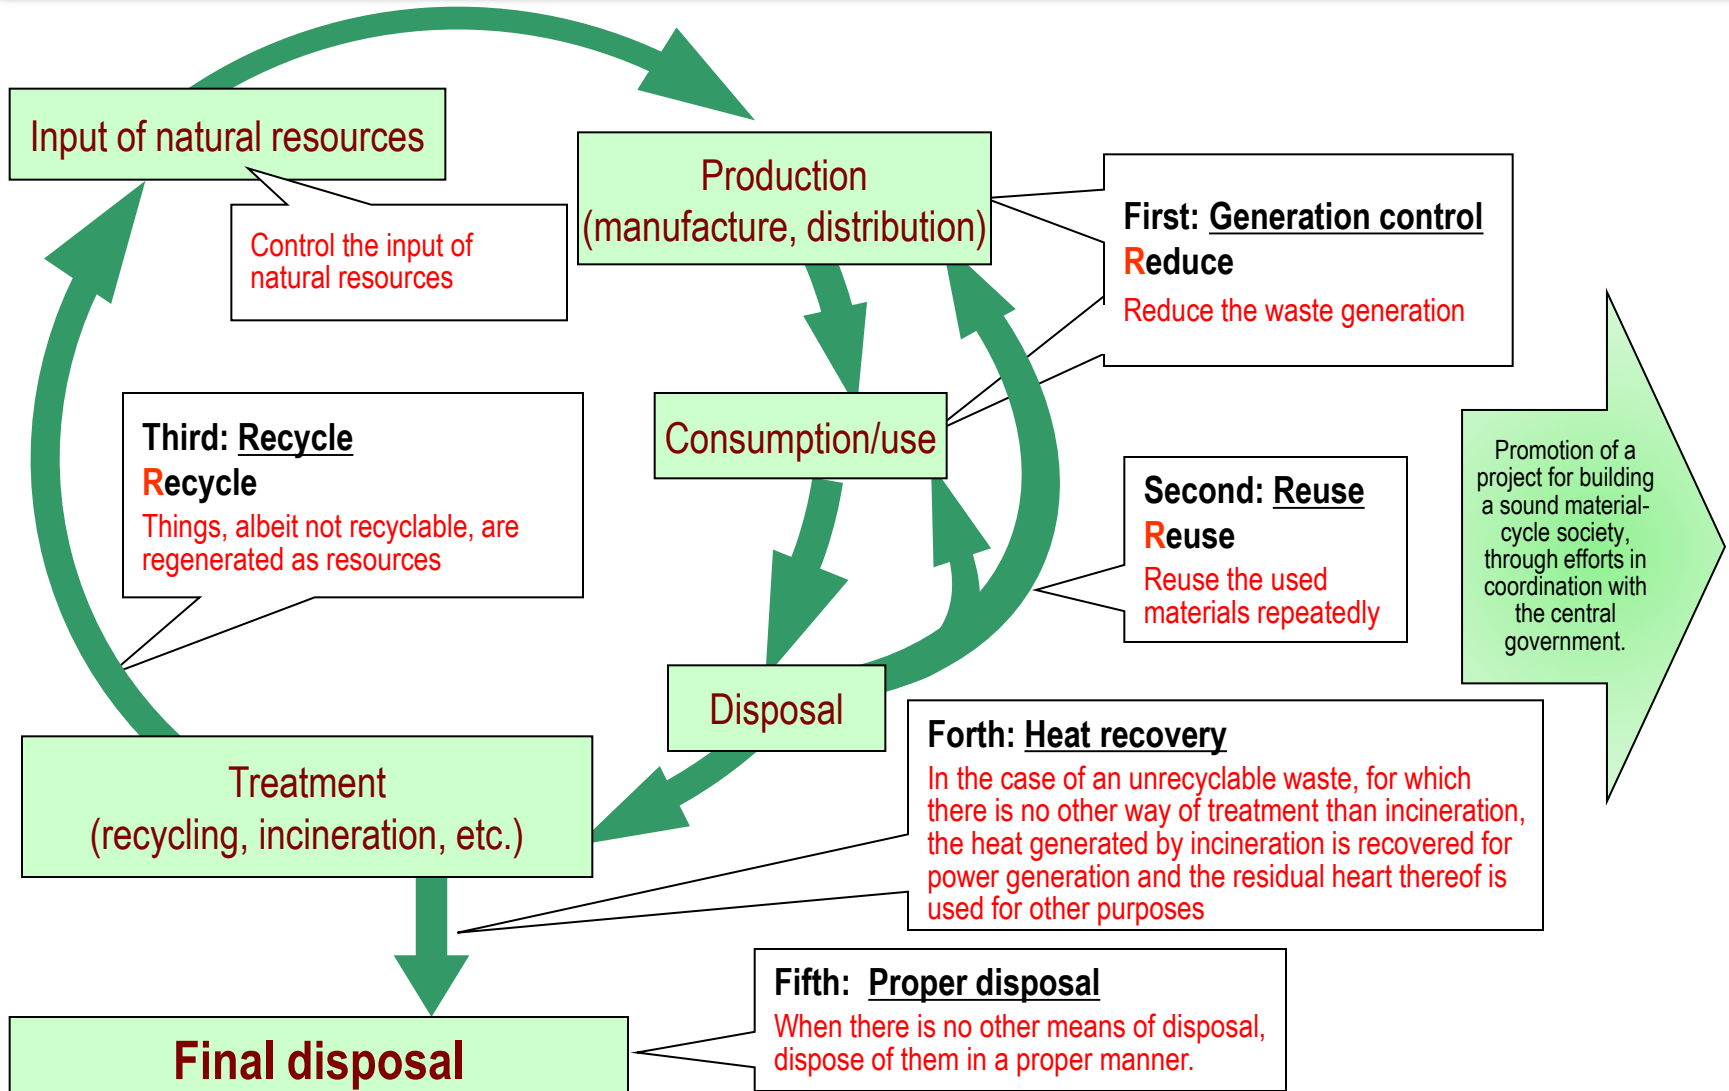 Input of natural resources
Control the input of
natural resources
Production
(manufacture, distribution)
First: Generation control
Reduce
Reduce the waste generation
Third: Recycle
Recycle
Things, albeit not recyclable, are
regenerated as resources
Consumption/use
Second: Reuse
Reuse
Reuse the used
materials repeatedly
Promotion of a
project for building
a sound material-
cycle society,
through efforts in
coordination with
the central
government.
Disposal
Treatment
(recycling, incineration, etc.)
Forth: Heat recovery
In the case of an unrecyclable waste, for which
there is no other way of treatment than incineration,
the heat generated by incineration is recovered for
power generation and the residual heart thereof is
used for other purposes
Fifth: Proper disposal
When there is no other means of disposal,
dispose of them in a proper manner.
Final disposal